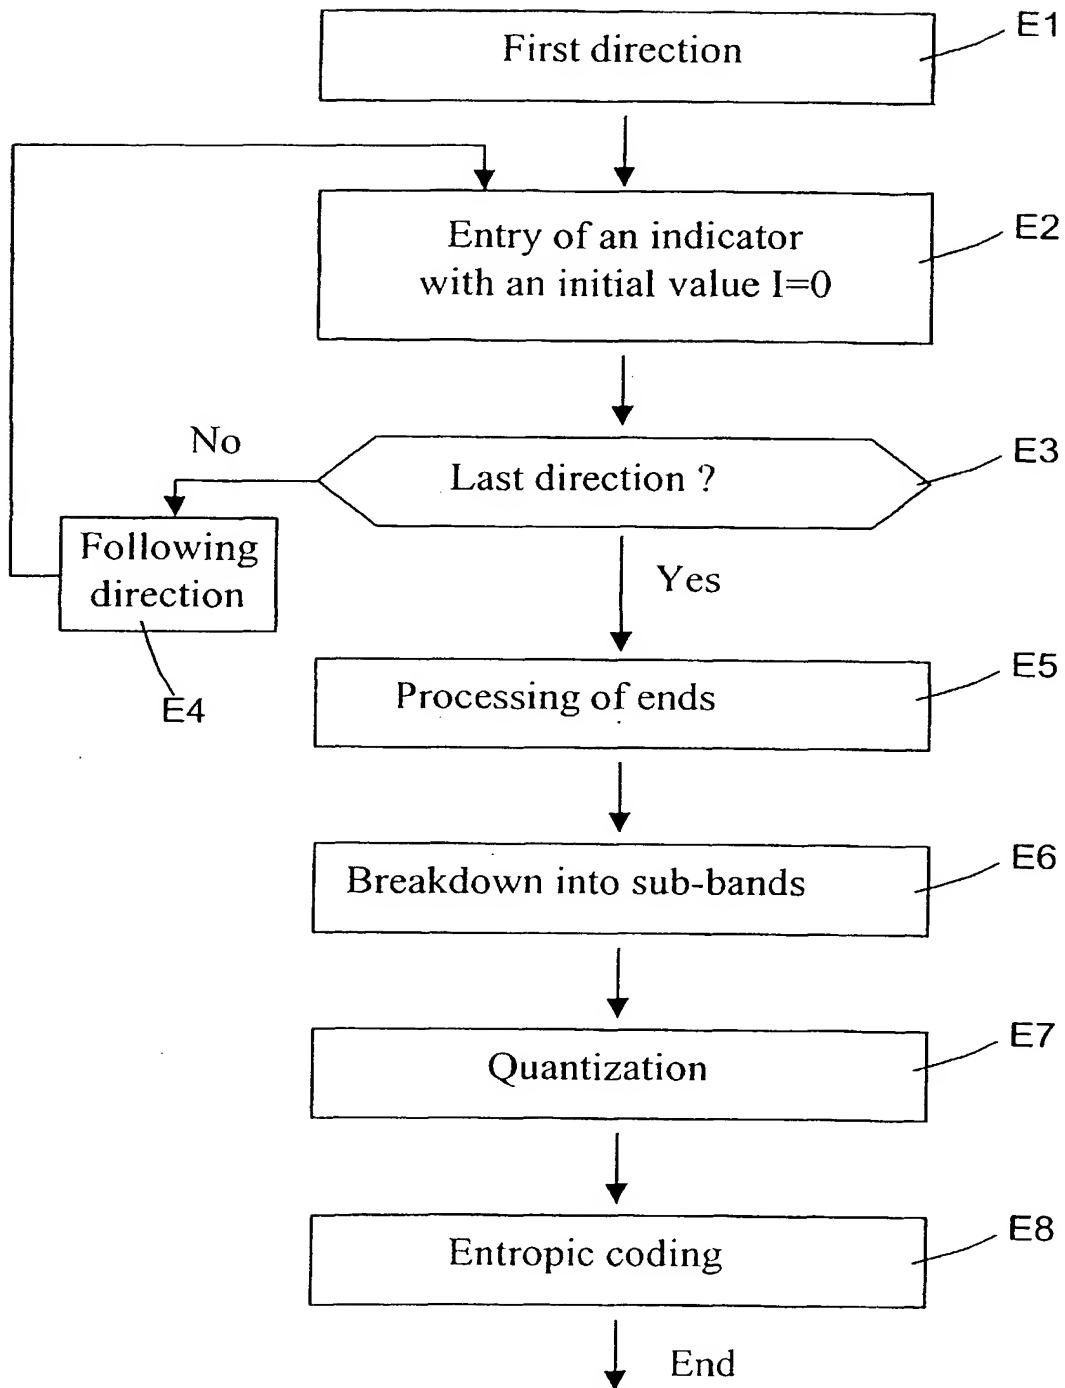 First direction
E1
Entry of an indicator
with an initial value I=0
E2
No
Last direction ?
E3
Following
direction
E4
Yes
Processing of ends
E5
Breakdown into sub-bands
E6
Quantization
E7
Entropic coding
E8
End